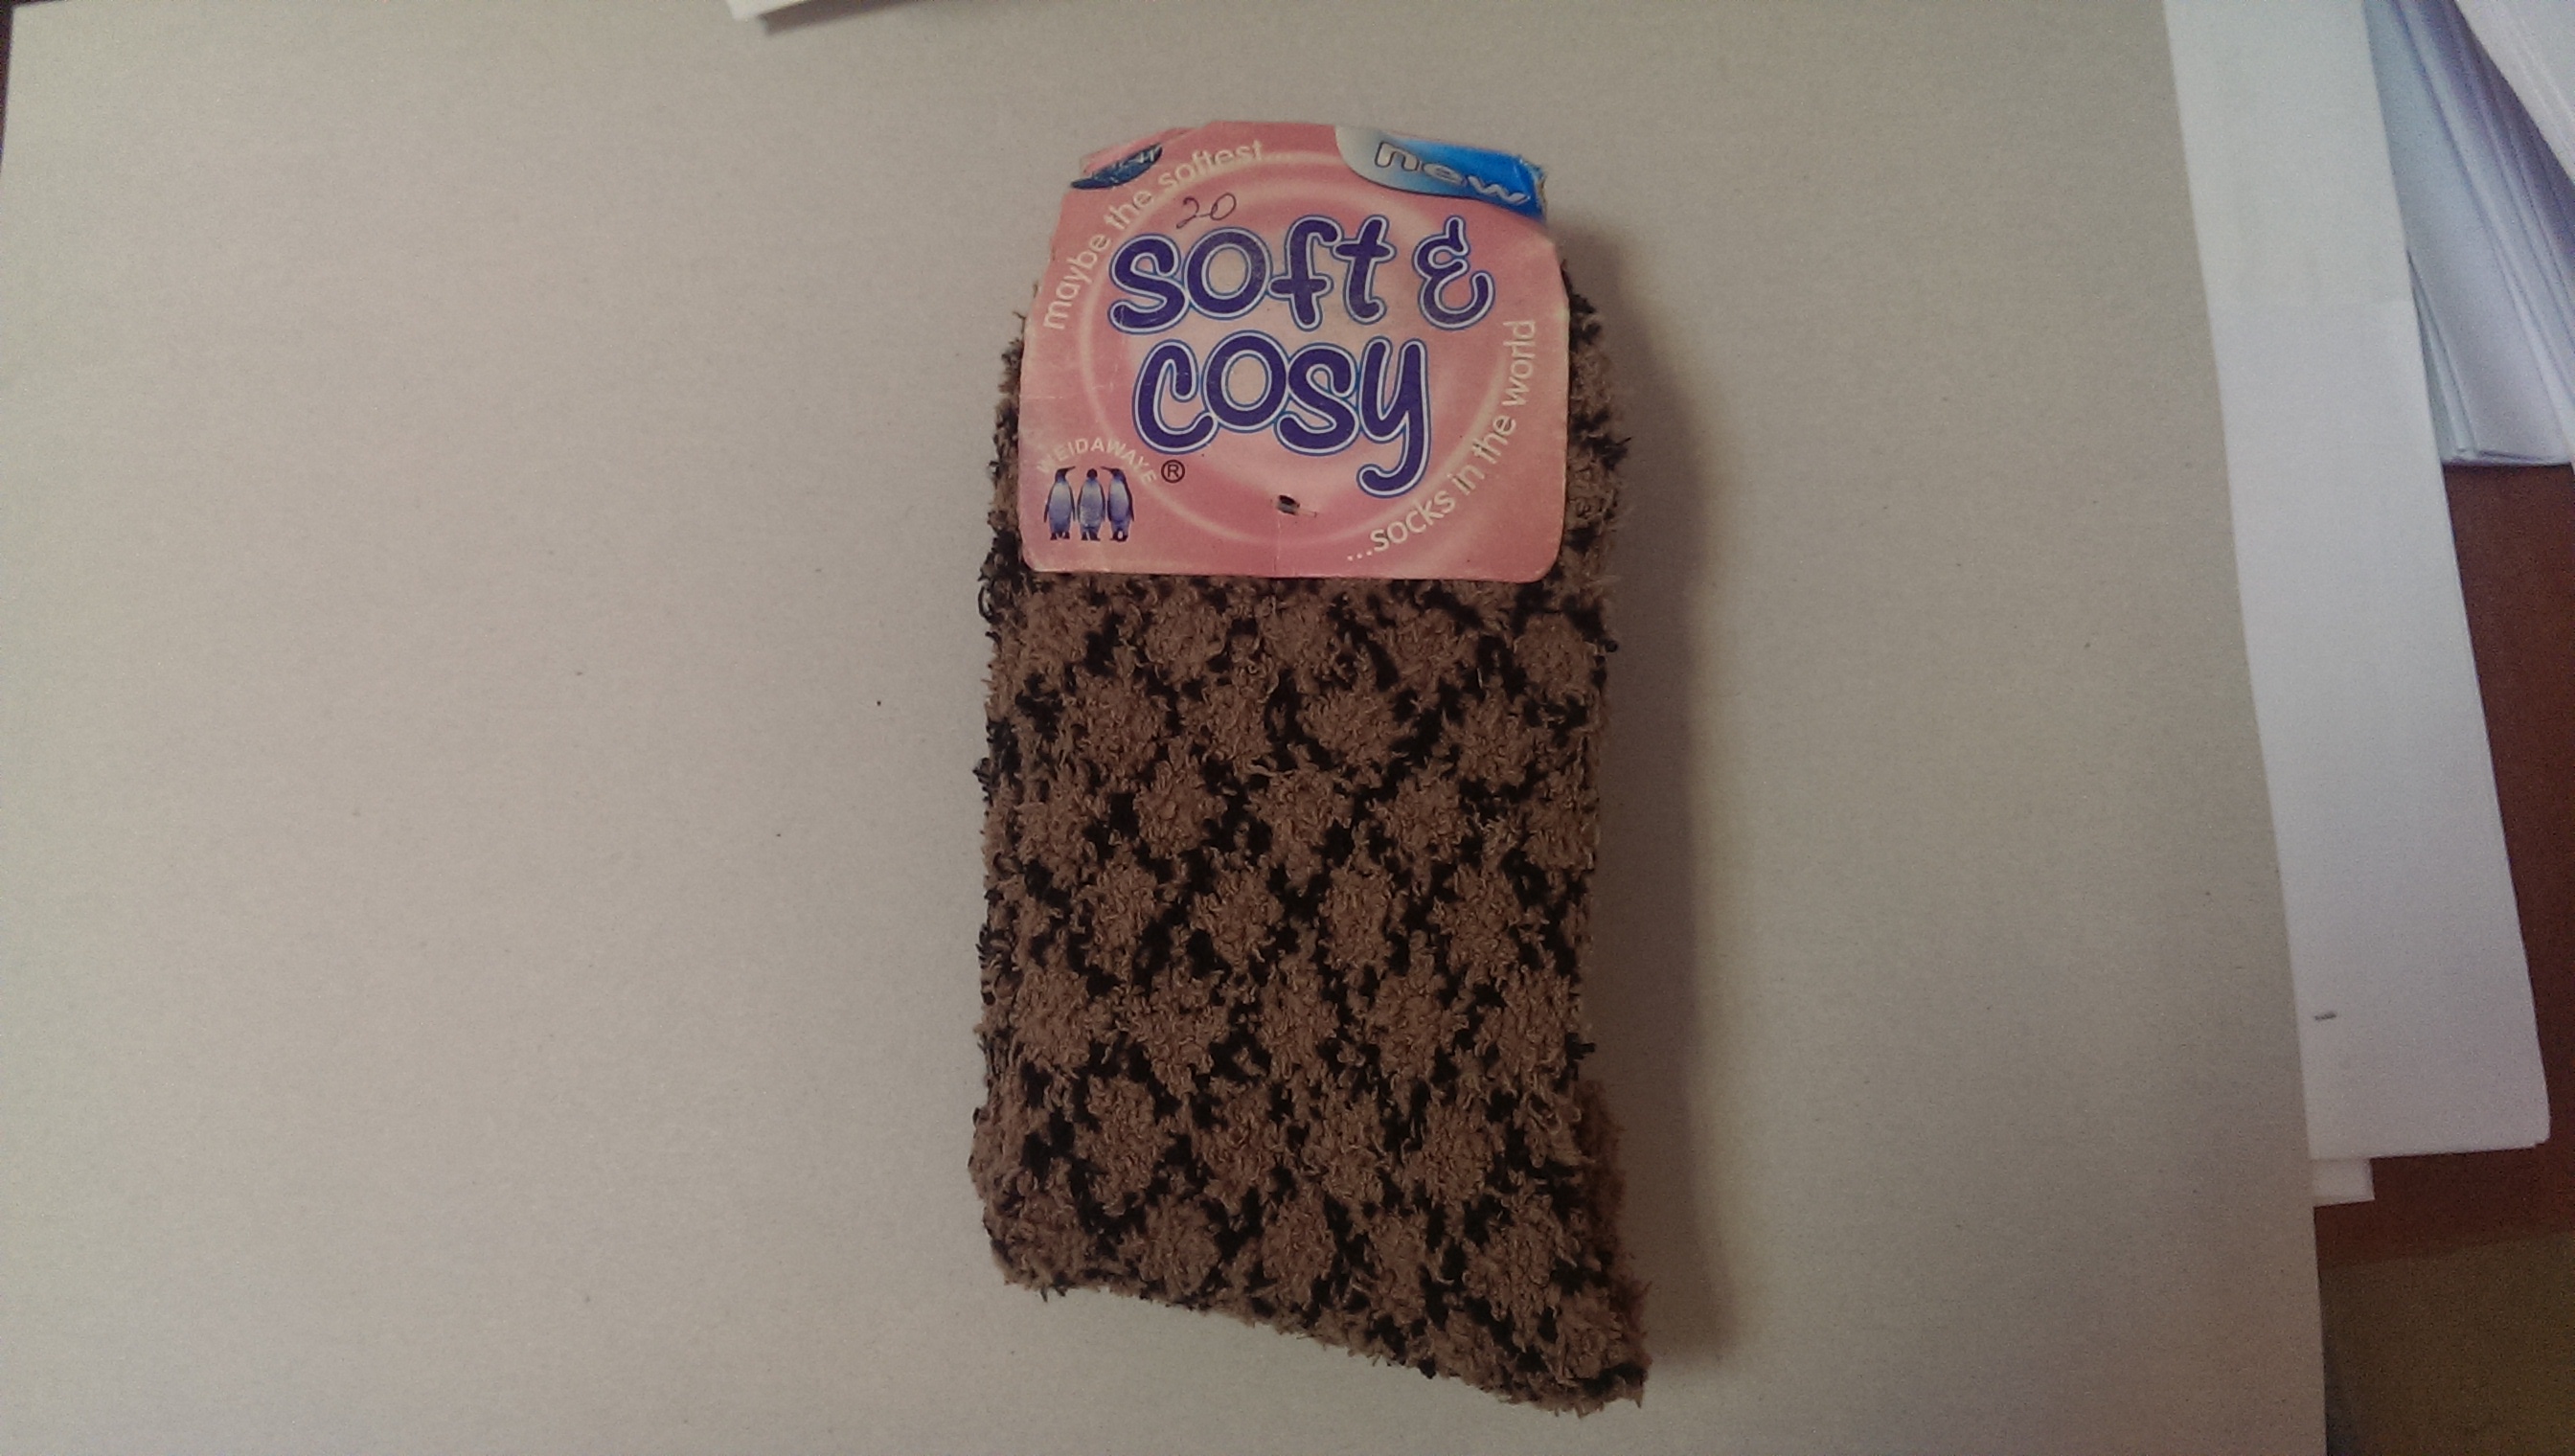 maybe the softest...
new
20
soft &
cosy
WEIDAWAYE ®
...socks in the world